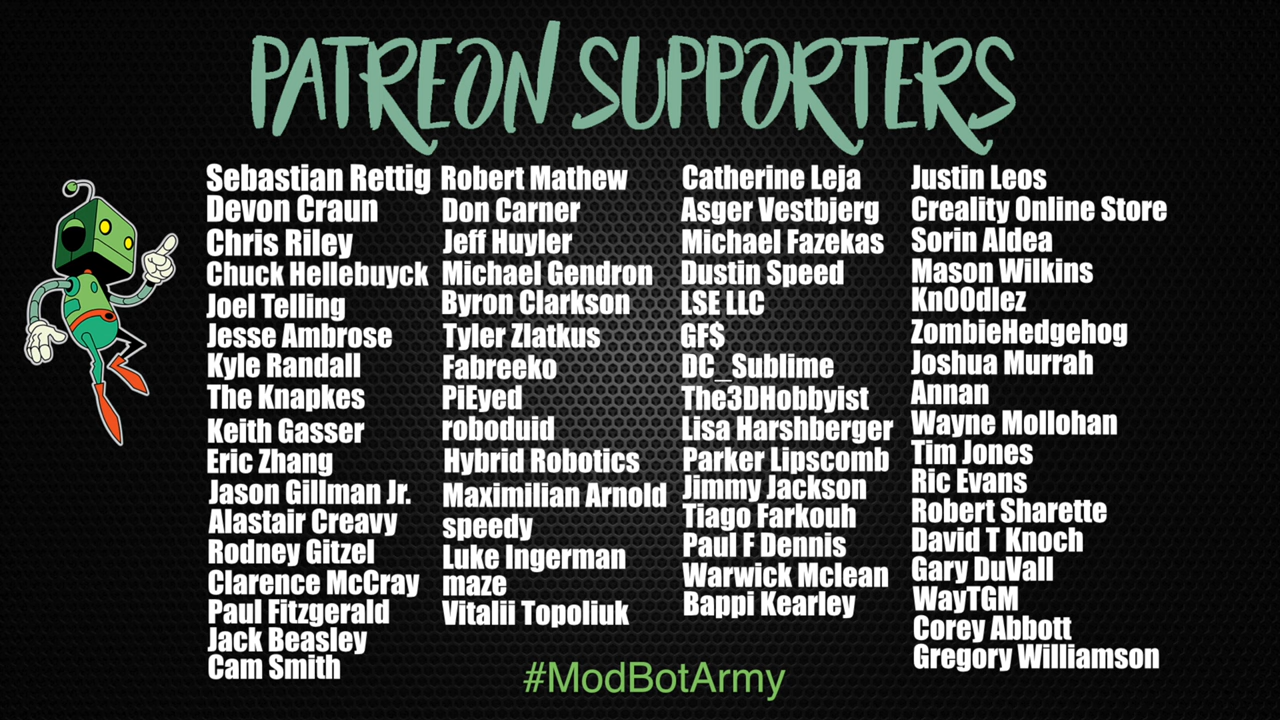 PATREON SUPPORTERS
Sebastian Rettig
Devon Craun
Chris Riley
Chuck Hellebuyck
Joel Telling
Jesse Ambrose
Kyle Randall
The Knapkes
Keith Gasser
Eric Zhang
Jason Gillman Jr.
Alastair Creavy
Rodney Gitzel
Clarence McCray
Paul Fitzgerald
Jack Beasley
Cam Smith
Robert Mathew
Don Carner
Jeff Huyler
Michael Gendron
Byron Clarkson
Tyler Zlatkus
Fabreeko
PiEyed
roboduid
Hybrid Robotics
Maximilian Arnold
speedy
Luke Ingerman
maze
Vitalii Topoliuk
Catherine Leja
Asger Vestbjerg
Michael Fazekas
Dustin Speed
LSE LLC
GF$
DC_Sublime
The3DHobbyist
Lisa Harshberger
Parker Lipscomb
Jimmy Jackson
Tiago Farkouh
Paul F Dennis
Warwick Mclean
Bappi Kearley
Justin Leos
Creality Online Store
Sorin Aldea
Mason Wilkins
Kn00dlez
ZombieHedgehog
Joshua Murrah
Annan
Wayne Mollohan
Tim Jones
Ric Evans
Robert Sharette
David T Knoch
Gary DuVall
WayTGM
Corey Abbott
Gregory Williamson
#ModBotArmy